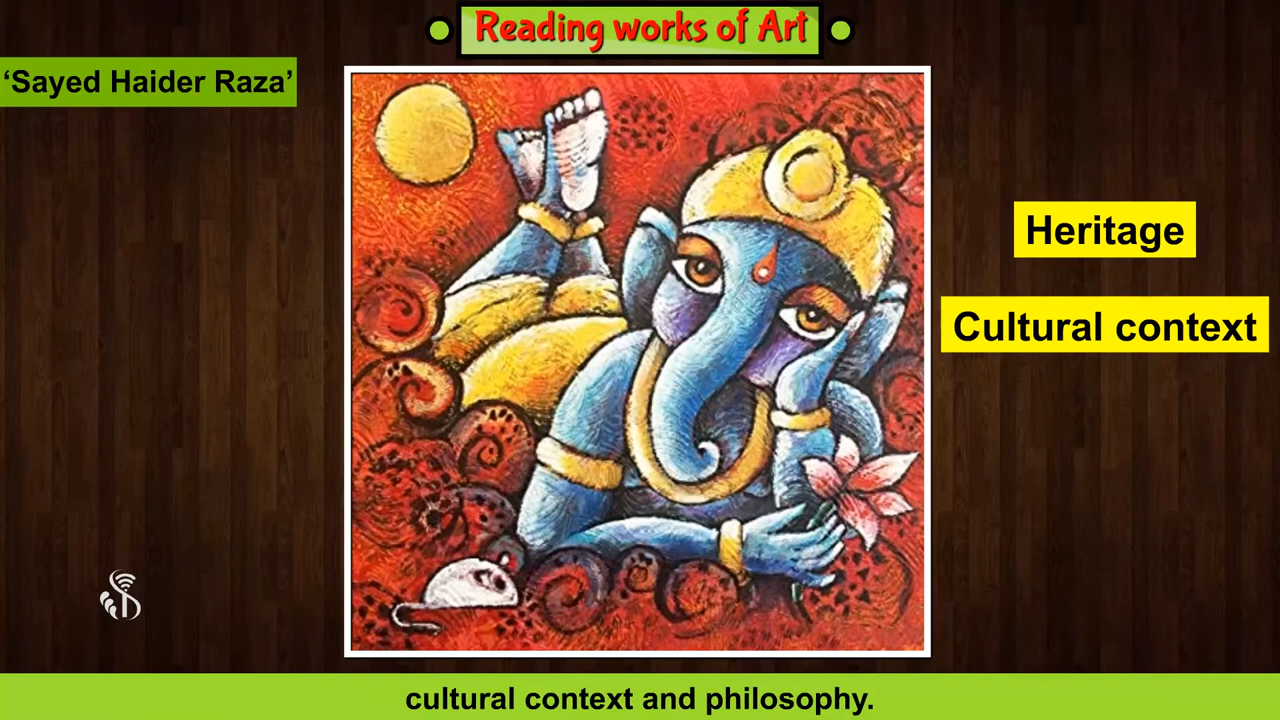 Reading works of Art
‘Sayed Haider Raza’
Heritage
Cultural context
cultural context and philosophy.